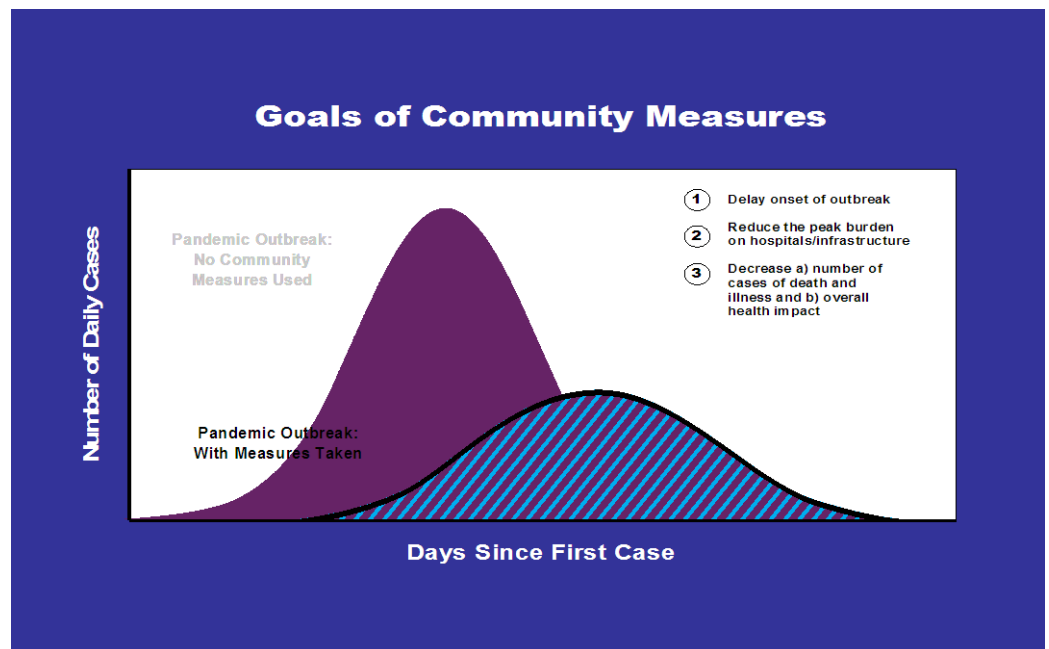 Goals of Community Measures
Number of Daily Cases
Pandemic Outbreak:
No Community
Measures Used
Pandemic Outbreak:
With Measures Taken
1 Delay onset of outbreak
2 Reduce the peak burden
on hospitals/infrastructure
3 Decrease a) number of
cases of death and
illness and b) overall
health impact
Days Since First Case